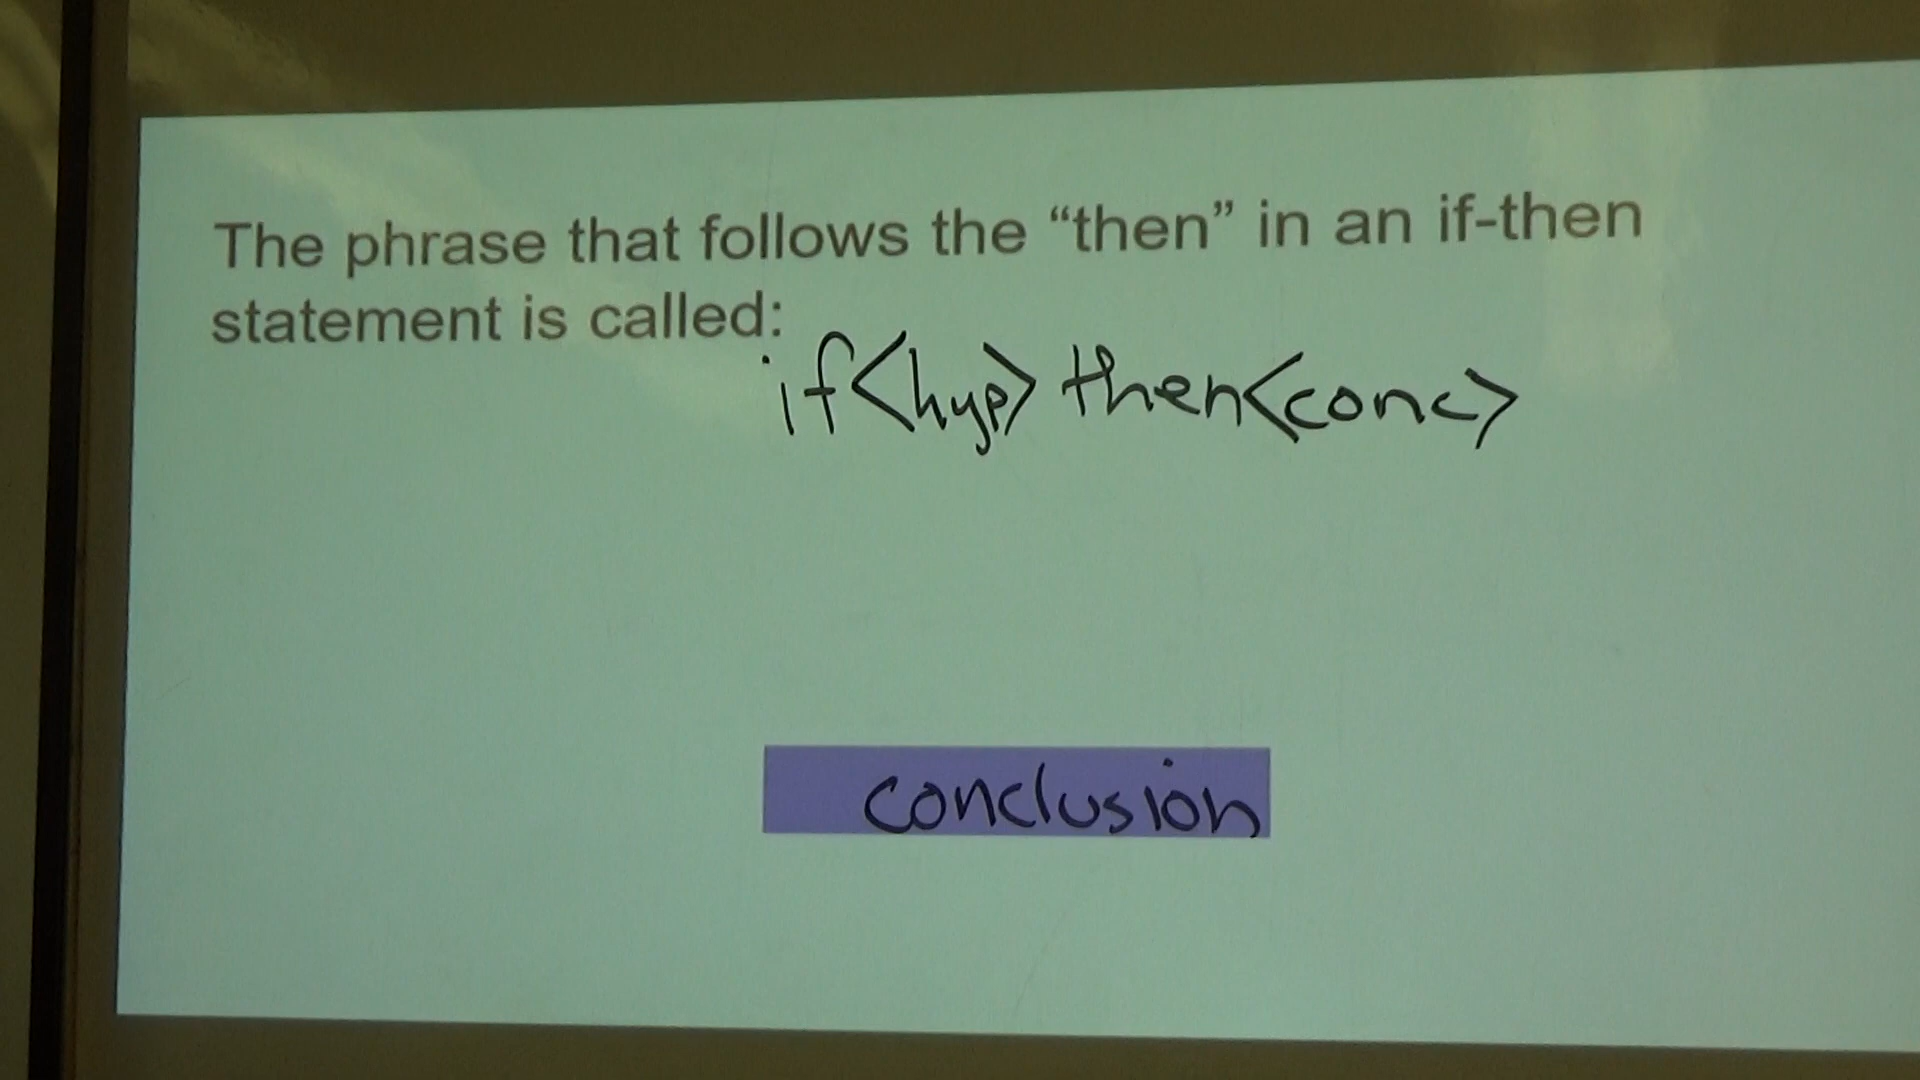 The phrase that follows the “then” in an if-then
statement is called:
if<hyp> then<conc>
conclusion